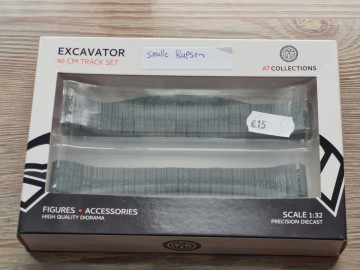 EXCAVATOR
90 CM TRACK SET
smalle Rupsen
AT COLLECTIONS
€15
FIGURES • ACCESSORIES
HIGH QUALITY DIORAMA
SCALE 1:32
PRECISION DIECAST